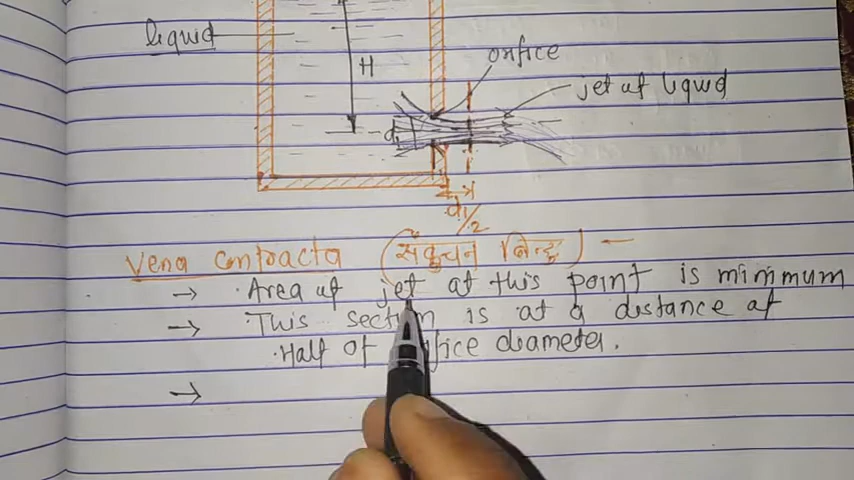 liquid
H
orifice
jet of liquid
d
d/2
Vena Contracta (संकुचन बिन्दु) —
→ Area of jet at this point is minimum
→ This section is at a distance of
Half of orifice diameter.
→